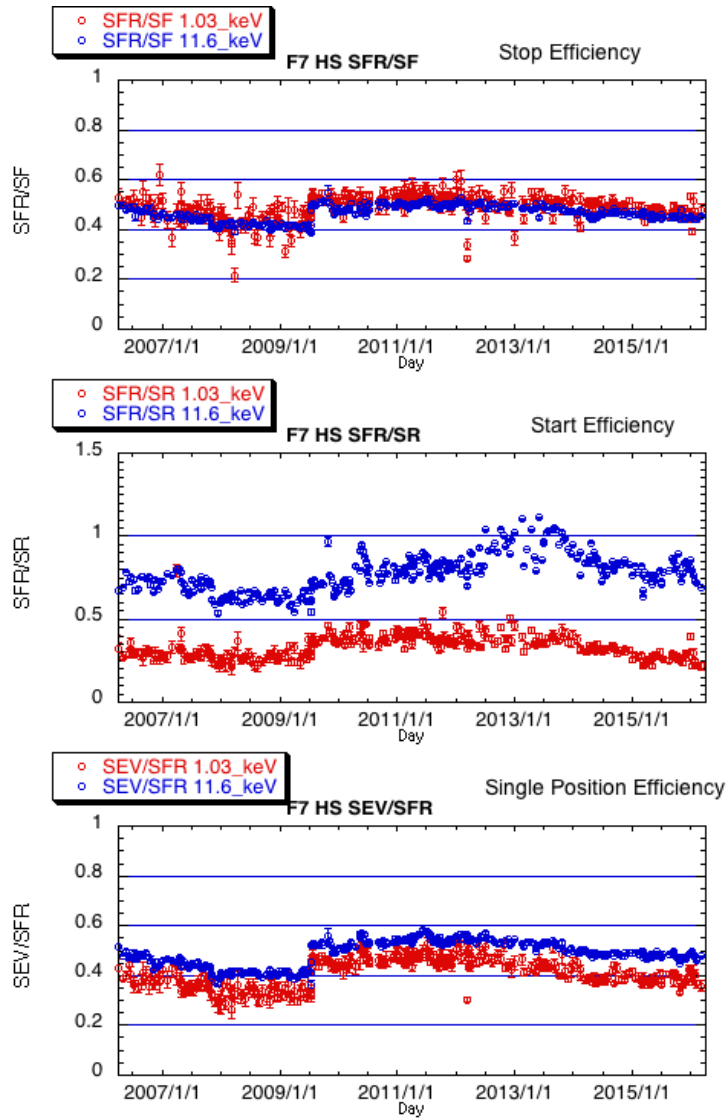 SFR/SF 1.03_keV
SFR/SF 11.6_keV
F7 HS SFR/SF
Stop Efficiency
1
0.8
0.6
0.4
0.2
0
SFR/SF
2007/1/1 2009/1/1 2011/1/1 2013/1/1 2015/1/1
Day
SFR/SR 1.03_keV
SFR/SR 11.6_keV
F7 HS SFR/SR
Start Efficiency
1.5
1
0.5
0
SFR/SR
2007/1/1 2009/1/1 2011/1/1 2013/1/1 2015/1/1
Day
SEV/SFR 1.03_keV
SEV/SFR 11.6_keV
F7 HS SEV/SFR
Single Position Efficiency
1
0.8
0.6
0.4
0.2
0
SEV/SFR
2007/1/1 2009/1/1 2011/1/1 2013/1/1 2015/1/1
Day